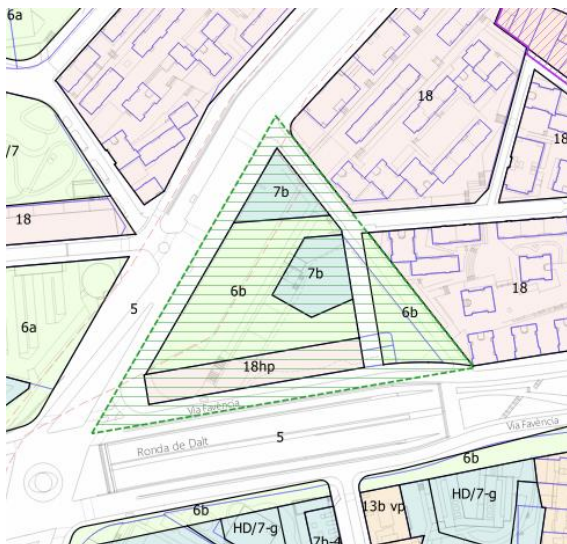 6a
18
18
/7
7b
18
7b
6b
6b
18
6a
5
18hp
Via Favència
Via Favència
Ronda de Dalt
5
6b
6b
HD/7-g
13b vp
HD/7-g